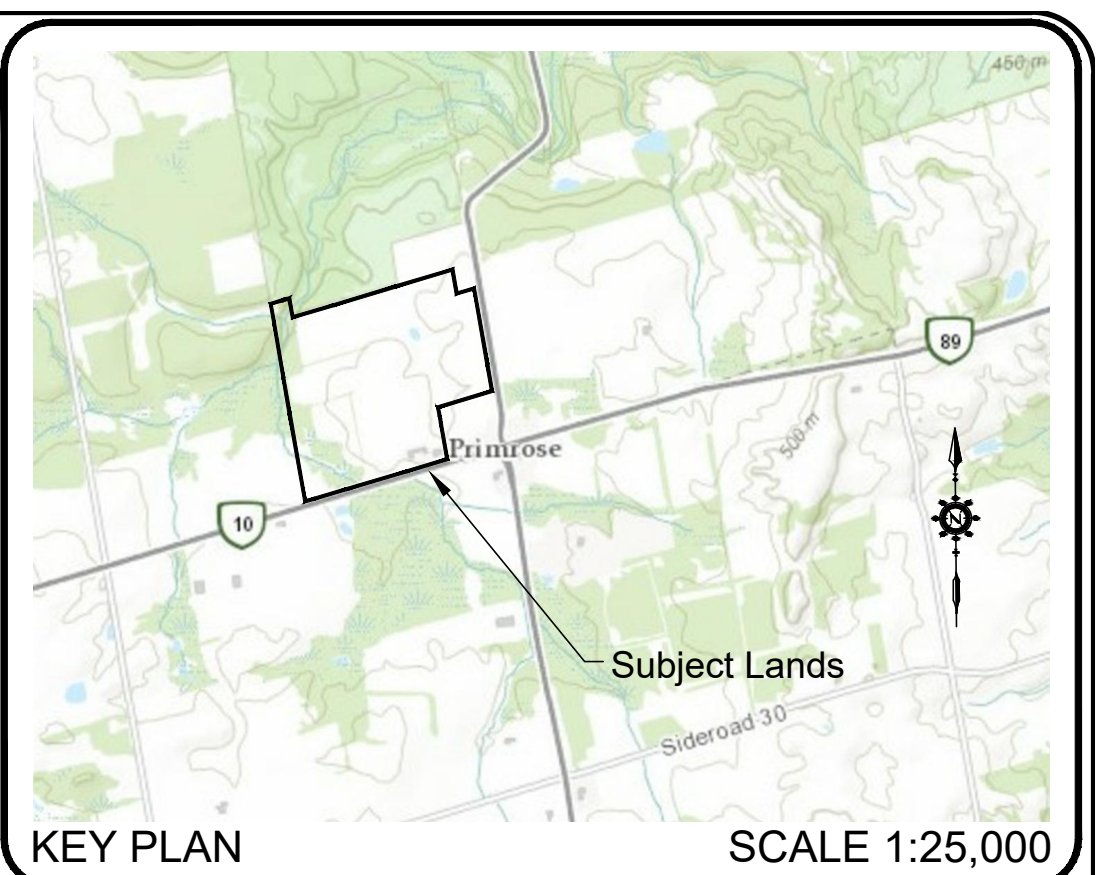 450 m
89
Primrose
500 m
10
N
Subject Lands
Sideroad 30
KEY PLAN
SCALE 1:25,000